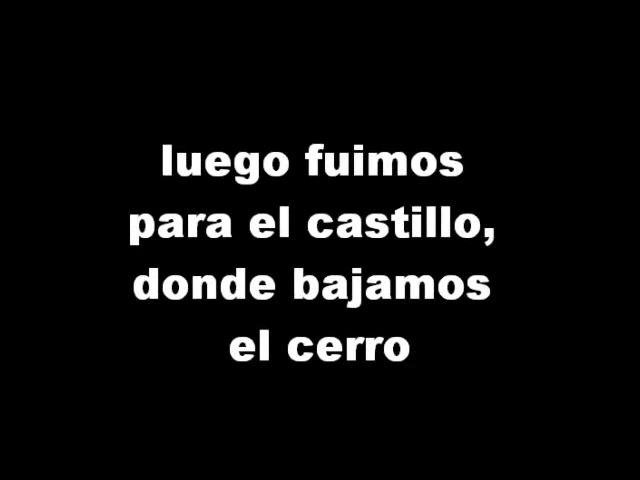 luego fuimos
para el castillo,
donde bajamos
el cerro